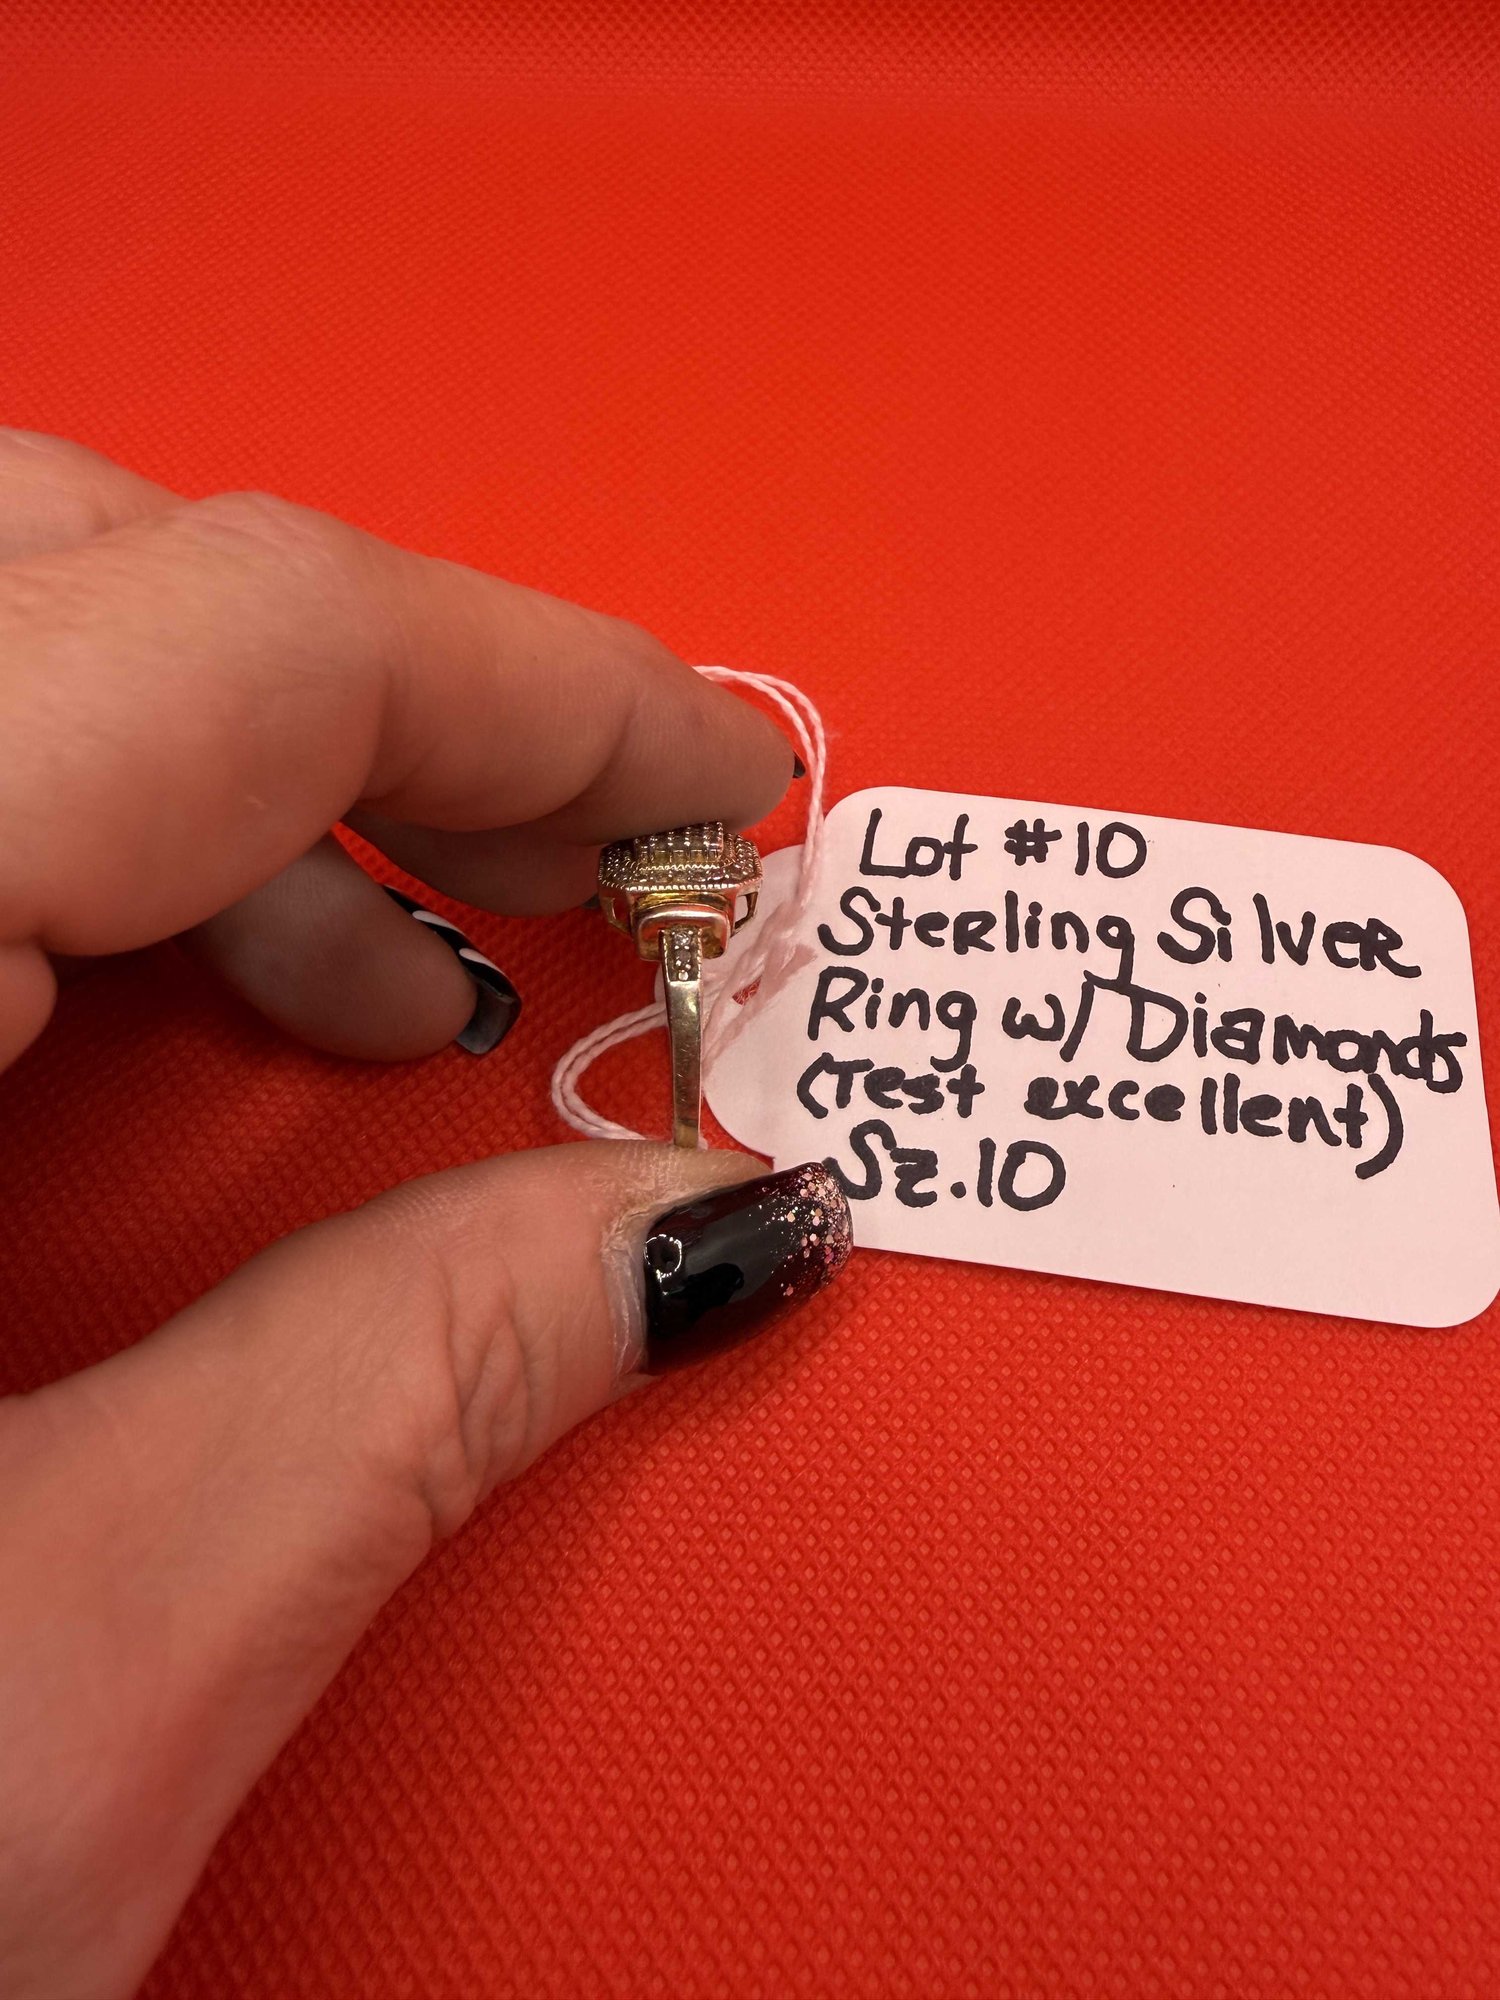 Lot #10
Sterling Silver
Ring w/ Diamonds
(Test excellent)
Sz.10